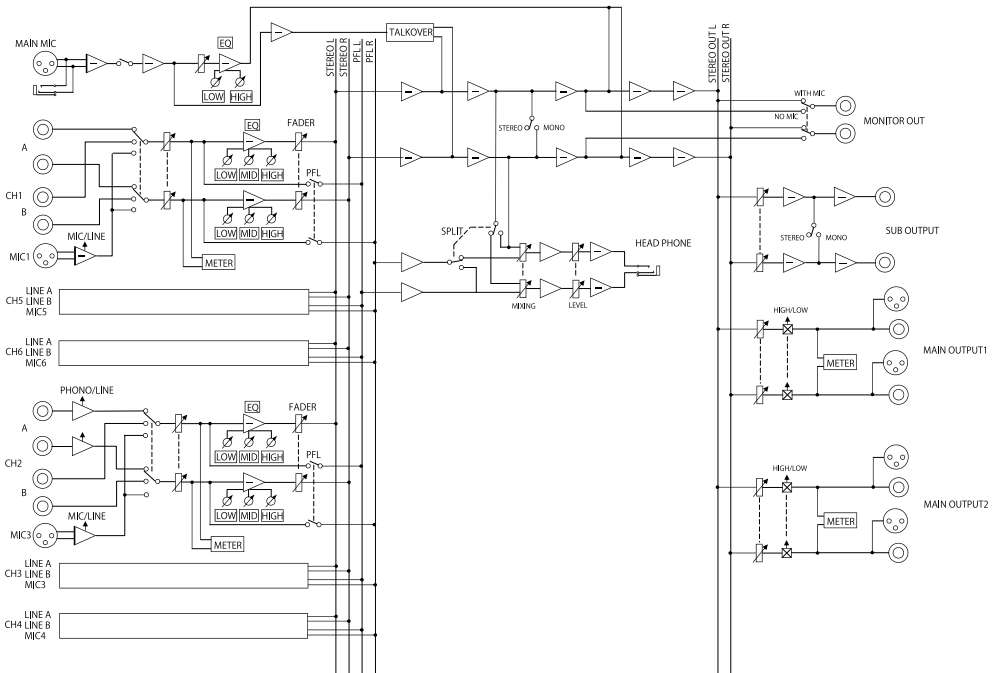 MAIN MIC
EQ
LOW HIGH
TALKOVER
STEREO L
STEREO R
PFL L
PFL R
STEREO OUT L
STEREO OUT R
WITH MIC
NO MIC
MONITOR OUT
STEREO MONO
A
CH1
B
MIC1
MIC/LINE
EQ
FADER
LOW MID HIGH
PFL
LOW MID HIGH
METER
SPLIT
MIXING
LEVEL
HEAD PHONE
STEREO MONO
SUB OUTPUT
LINE A
CH5 LINE B
MIC5
LINE A
CH6 LINE B
MIC6
HIGH/LOW
METER
MAIN OUTPUT1
PHONO/LINE
A
CH2
B
MIC3
MIC/LINE
EQ
FADER
LOW MID HIGH
PFL
LOW MID HIGH
METER
HIGH/LOW
METER
MAIN OUTPUT2
LINE A
CH3 LINE B
MIC3
LINE A
CH4 LINE B
MIC4